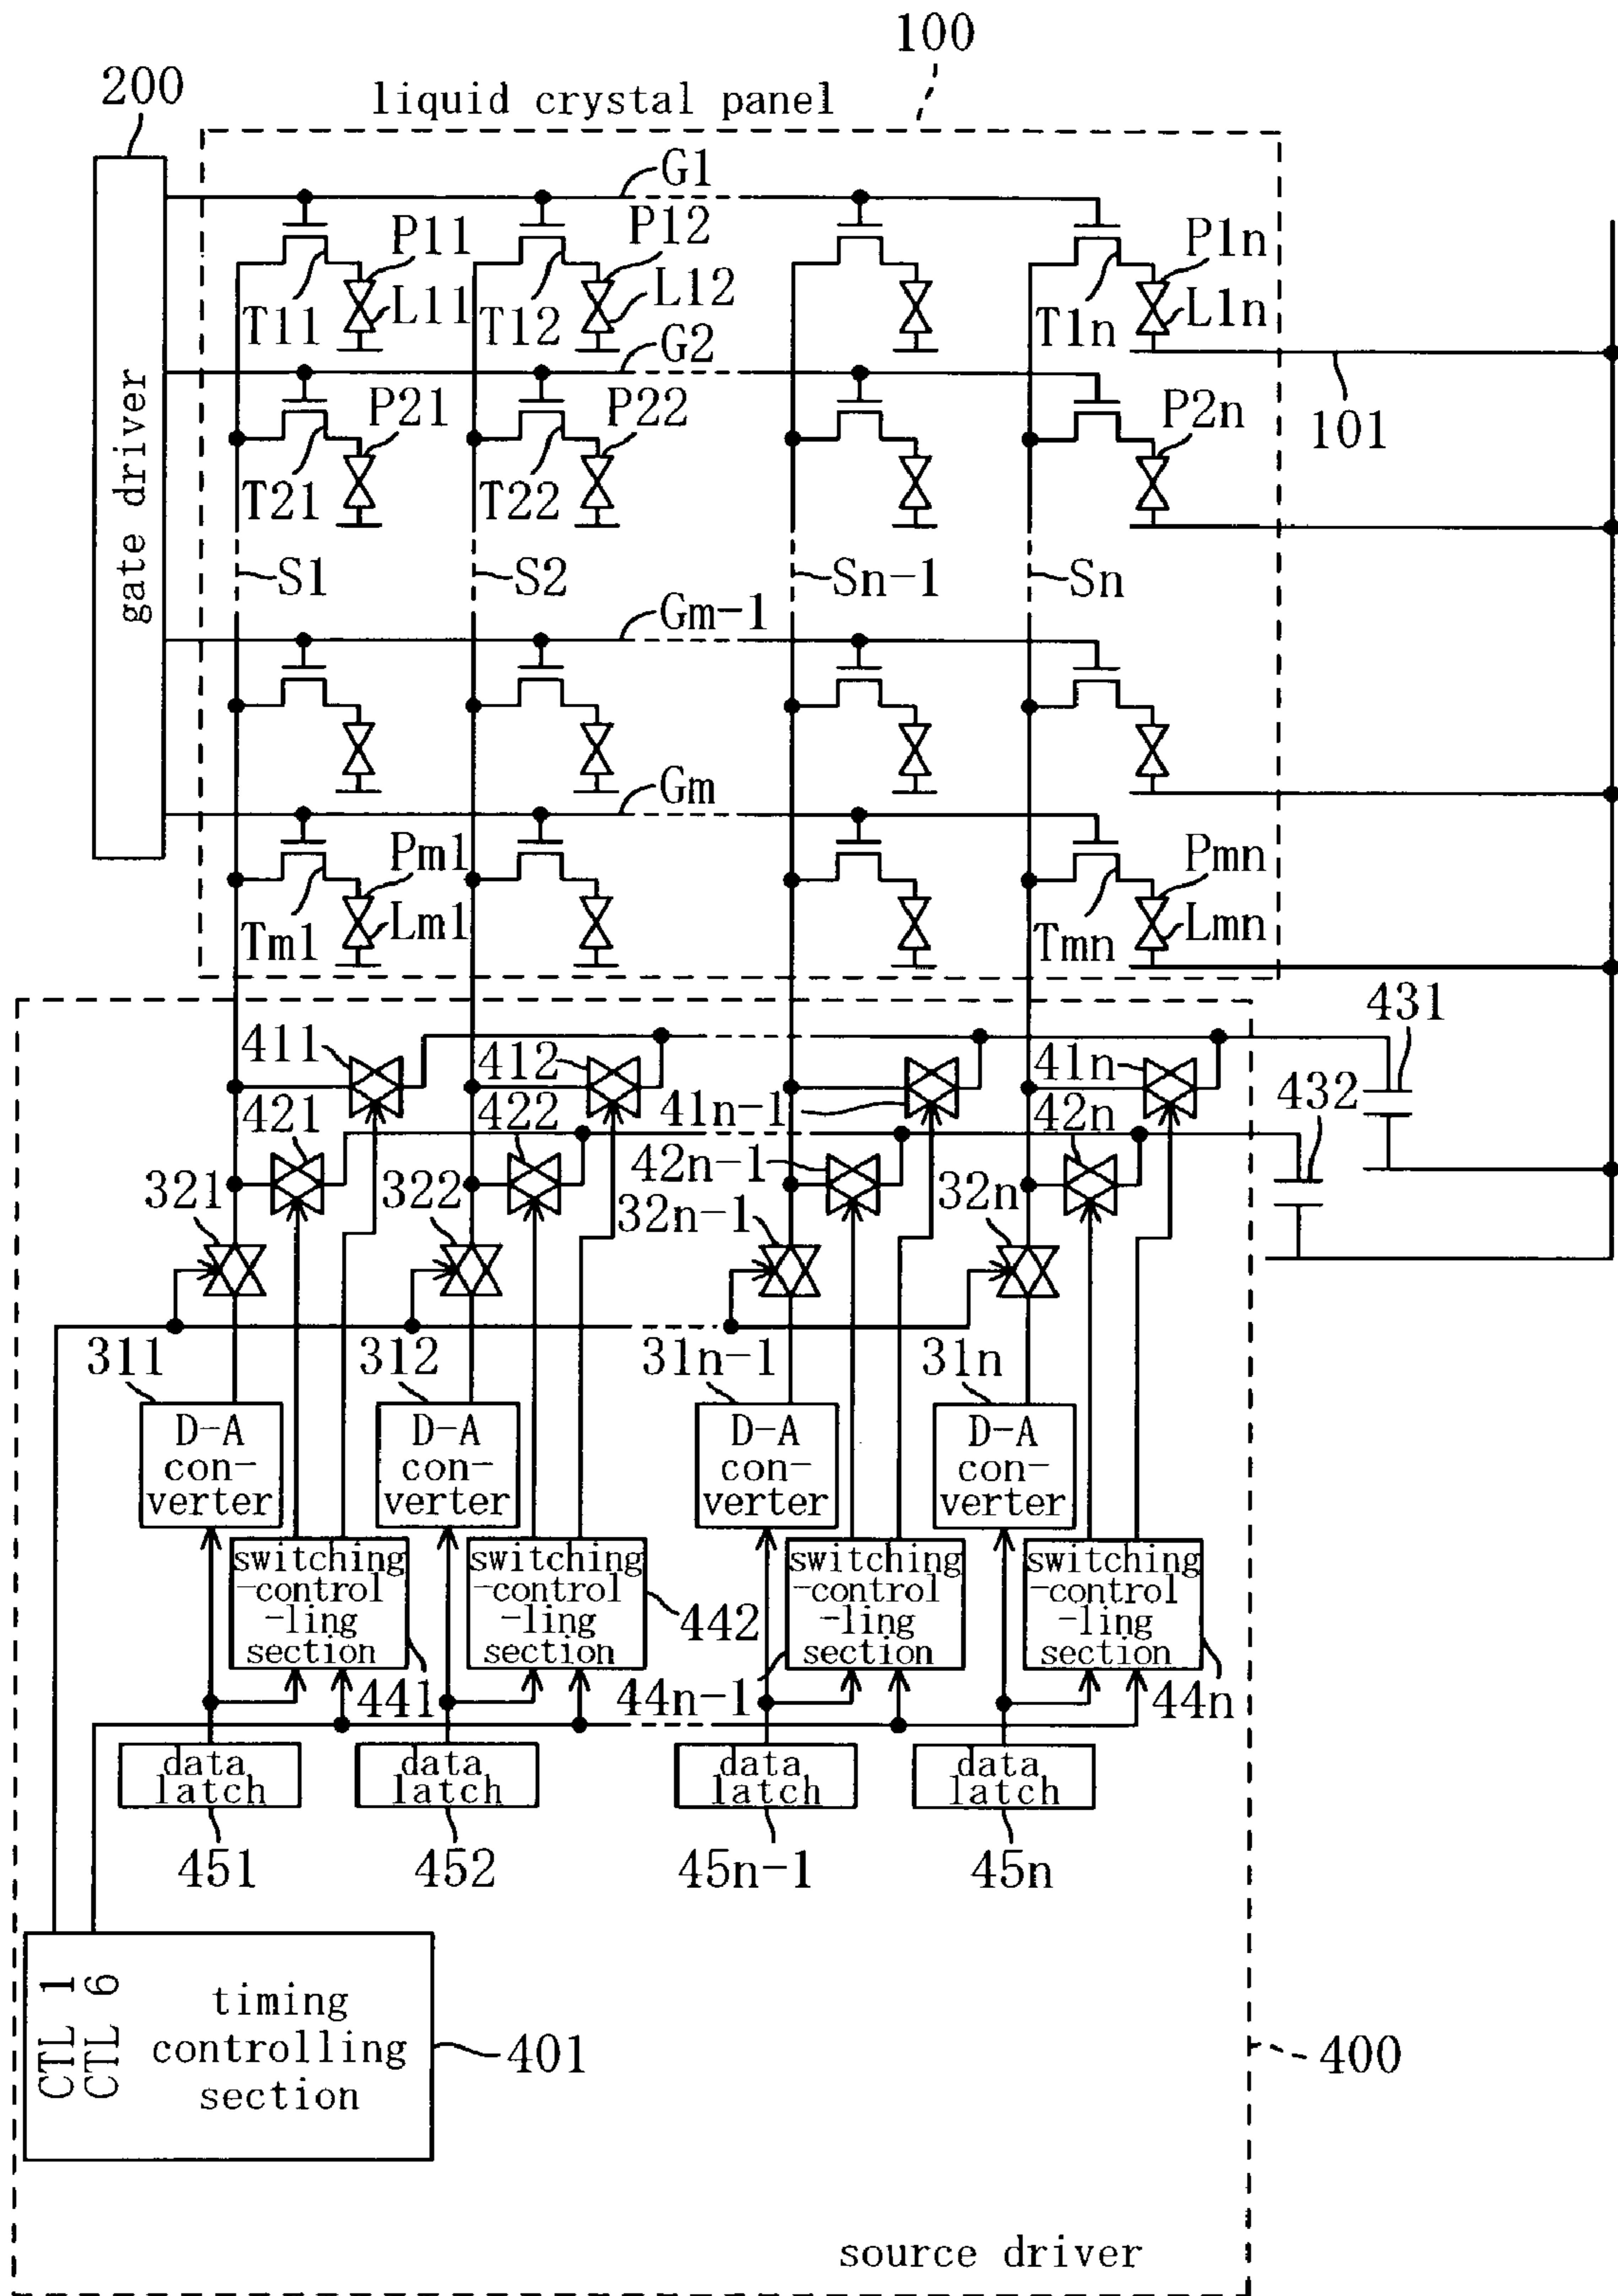 100
200
liquid crystal panel
G1
P11
P12
P1n
T11
L11
T12
L12
T1n
L1n
G2
P21
P22
P2n
101
gate driver
T21
T22
S1
S2
Sn-1
Sn
Gm-1
Gm
Pm1
Pmn
Tm1
Lm1
Tmn
Lmn
431
411
412
41n-1
41n
432
421
422
42n-1
42n
321
322
32n-1
32n
311
312
31n-1
31n
D-A
con-
verter
D-A
con-
verter
D-A
con-
verter
D-A
con-
verter
switching
-control
-ling
section
switching
-control
-ling
section
switching
-control
-ling
section
switching
-control
-ling
section
442
441
44n-1
44n
data
latch
data
latch
data
latch
data
latch
451
452
45n-1
45n
CTL 1
CTL 6
timing
controlling
section
401
400
source driver